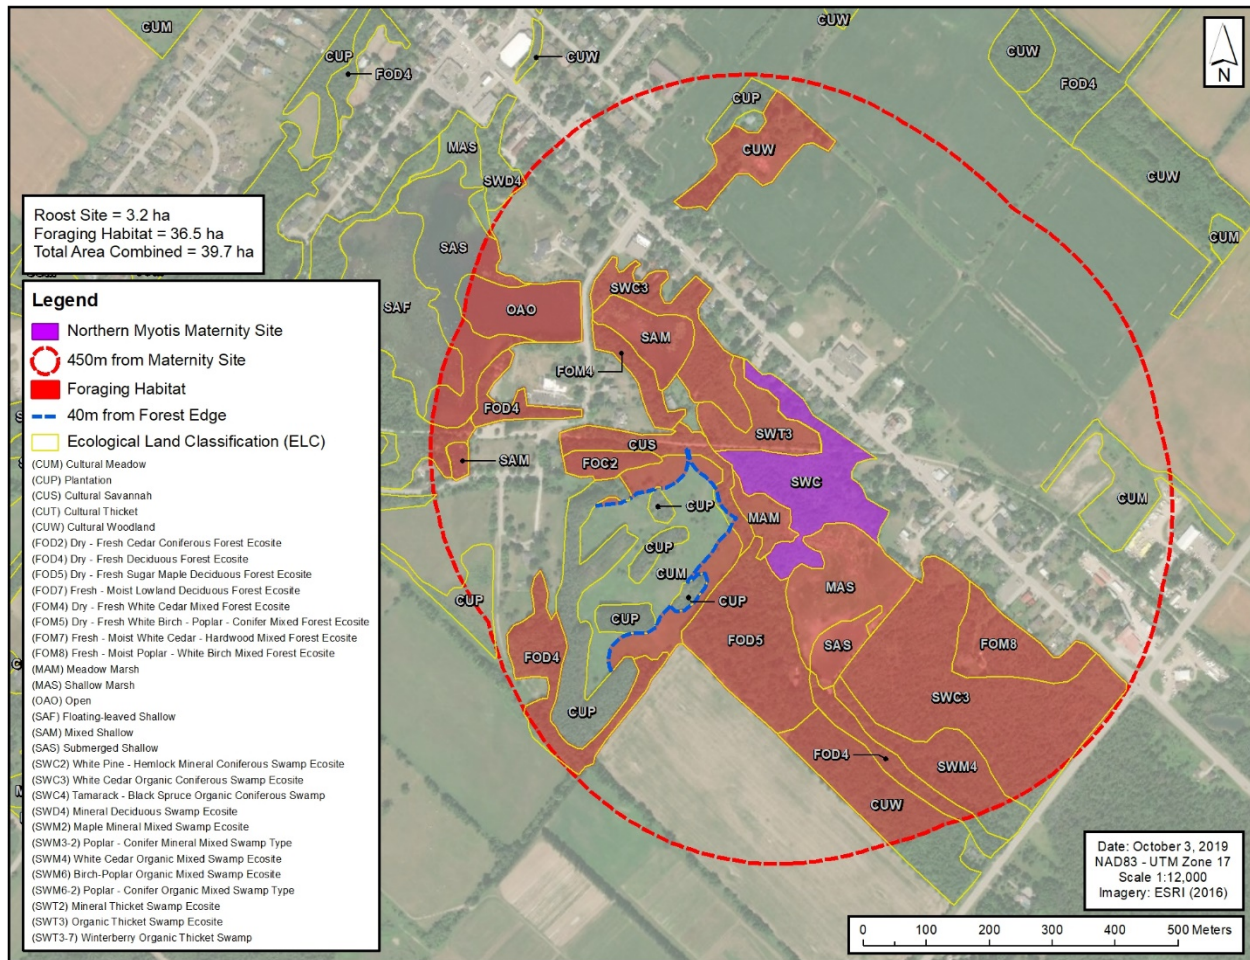 CUM
CUP
FOD4
CUW
CUW
CUW
FOD4
N
CUP
MAS
CUW
SWD4
CUW
Roost Site = 3.2 ha
Foraging Habitat = 36.5 ha
Total Area Combined = 39.7 ha
CUM
SAS
SWC3
SAF
OAO
SAM
FOM4
FOD4
SWT3
CUS
SAM
FOC2
SWC
CUM
CUP
MAM
CUP
CUM
CUP
MAS
CUP
CUP
FOD5
SAS
FOM8
FOD4
SWC3
CUP
FOD4
SWM4
CUW
Legend
Northern Myotis Maternity Site
450m from Maternity Site
Foraging Habitat
40m from Forest Edge
Ecological Land Classification (ELC)
(CUM) Cultural Meadow
(CUP) Plantation
(CUS) Cultural Savannah
(CUT) Cultural Thicket
(CUW) Cultural Woodland
(FOD2) Dry - Fresh Cedar Coniferous Forest Ecosite
(FOD4) Dry - Fresh Deciduous Forest Ecosite
(FOD5) Dry - Fresh Sugar Maple Deciduous Forest Ecosite
(FOD7) Fresh - Moist Lowland Deciduous Forest Ecosite
(FOM4) Dry - Fresh White Cedar Mixed Forest Ecosite
(FOM5) Dry - Fresh White Birch - Poplar - Conifer Mixed Forest Ecosite
(FOM7) Fresh - Moist White Cedar - Hardwood Mixed Forest Ecosite
(FOM8) Fresh - Moist Poplar - White Birch Mixed Forest Ecosite
(MAM) Meadow Marsh
(MAS) Shallow Marsh
(OAO) Open
(SAF) Floating-leaved Shallow
(SAM) Mixed Shallow
(SAS) Submerged Shallow
(SWC2) White Pine - Hemlock Mineral Coniferous Swamp Ecosite
(SWC3) White Cedar Organic Coniferous Swamp Ecosite
(SWC4) Tamarack - Black Spruce Organic Coniferous Swamp
(SWD4) Mineral Deciduous Swamp Ecosite
(SWM2) Maple Mineral Mixed Swamp Ecosite
(SWM3-2) Poplar - Conifer Mineral Mixed Swamp Type
(SWM4) White Cedar Organic Mixed Swamp Ecosite
(SWM6) Birch-Poplar Organic Mixed Swamp Ecosite
(SWM6-2) Poplar - Conifer Organic Mixed Swamp Type
(SWT2) Mineral Thicket Swamp Ecosite
(SWT3) Organic Thicket Swamp Ecosite
(SWT3-7) Winterberry Organic Thicket Swamp
Date: October 3, 2019
NAD83 - UTM Zone 17
Scale 1:12,000
Imagery: ESRI (2016)
0 100 200 300 400 500 Meters